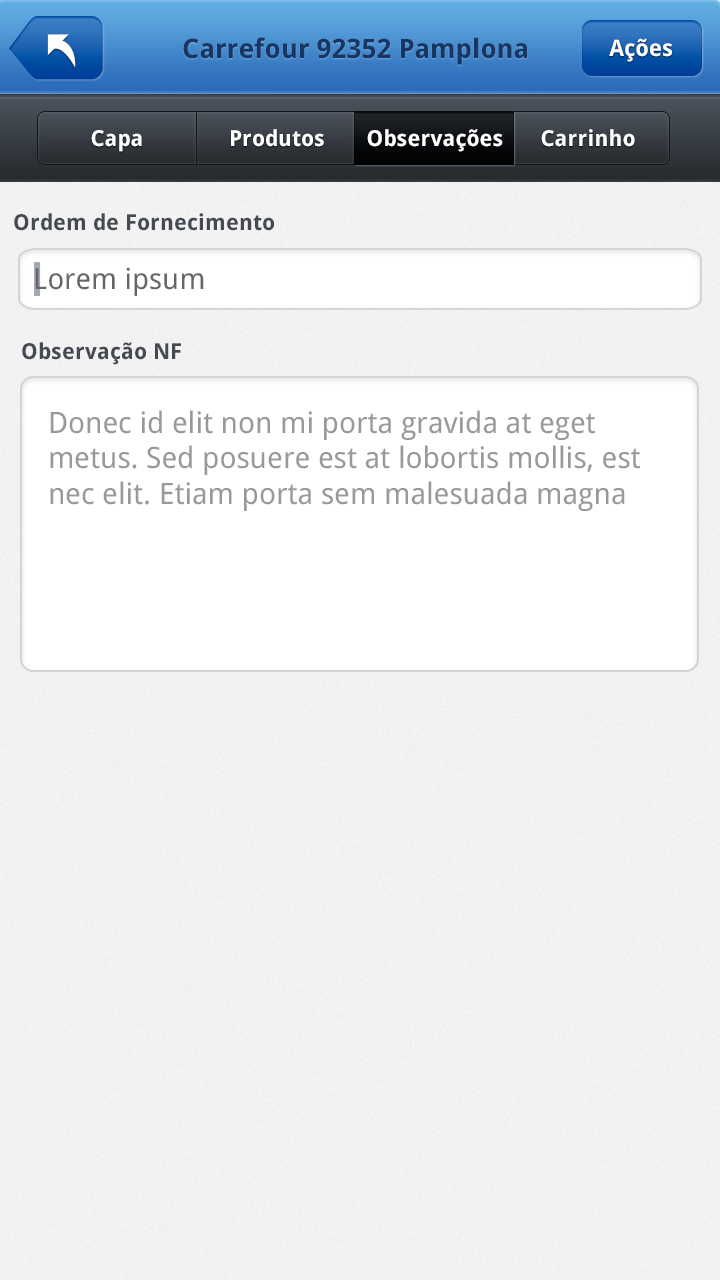 Carrefour 92352 Pamplona
Ações
Capa
Produtos
Observações
Carrinho
Ordem de Fornecimento
Lorem ipsum
Observação NF
Donec id elit non mi porta gravida at eget
metus. Sed posuere est at lobortis mollis, est
nec elit. Etiam porta sem malesuada magna